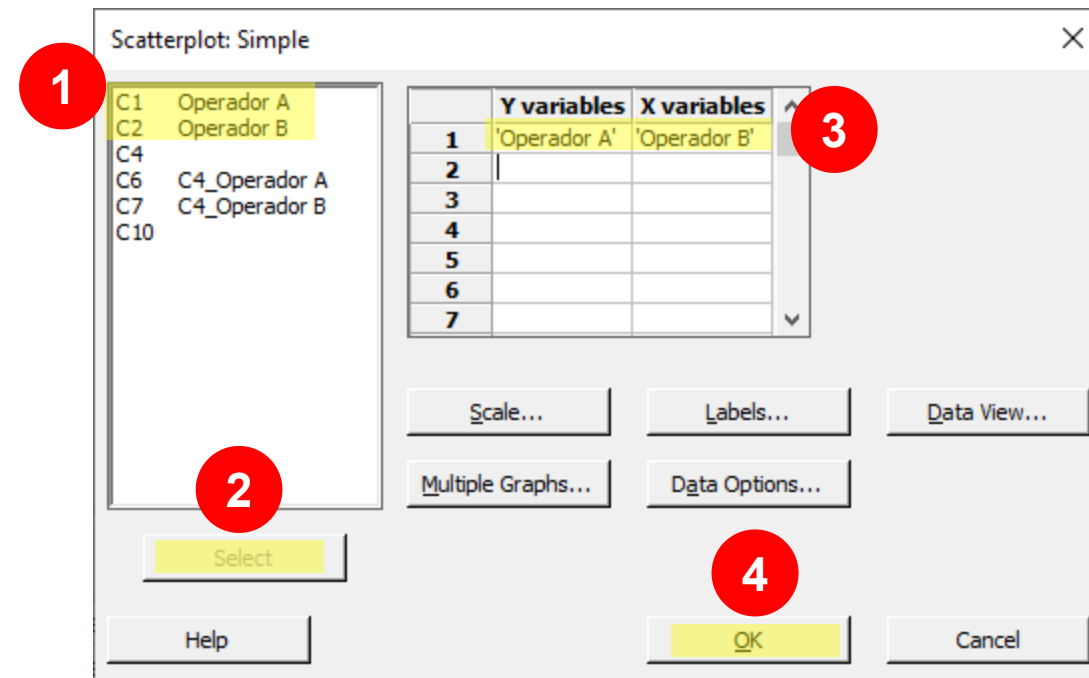 Scatterplot: Simple
1
C1 Operador A
C2 Operador B
C4
C6 C4_Operador A
C7 C4_Operador B
C10
Y variables X variables
1 'Operador A' 'Operador B'
2
3
4
5
6
7
3
Scale... Labels... Data View...
Multiple Graphs... Data Options...
2
Select
4
Help OK Cancel